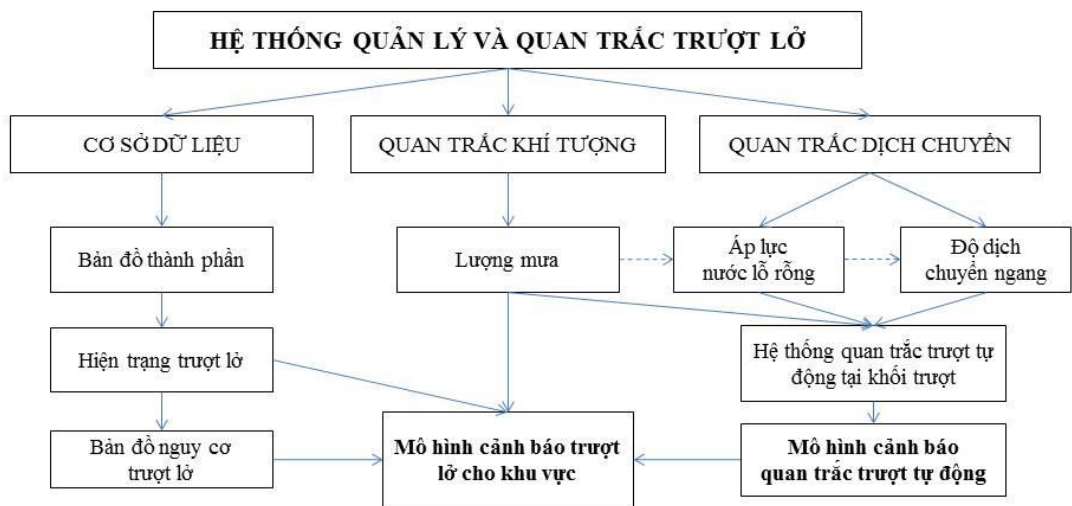 HỆ THỐNG QUẢN LÝ VÀ QUAN TRẮC TRƯỢT LỞ
CƠ SỞ DỮ LIỆU
QUAN TRẮC KHÍ TƯỢNG
QUAN TRẮC DỊCH CHUYỂN
Bản đồ thành phần
Lượng mưa
Áp lực
nước lỗ rỗng
Độ dịch
chuyển ngang
Hiện trạng trượt lở
Hệ thống quan trắc trượt tự
động tại khối trượt
Bản đồ nguy cơ
trượt lở
Mô hình cảnh báo trượt
lở cho khu vực
Mô hình cảnh báo
quan trắc trượt tự động